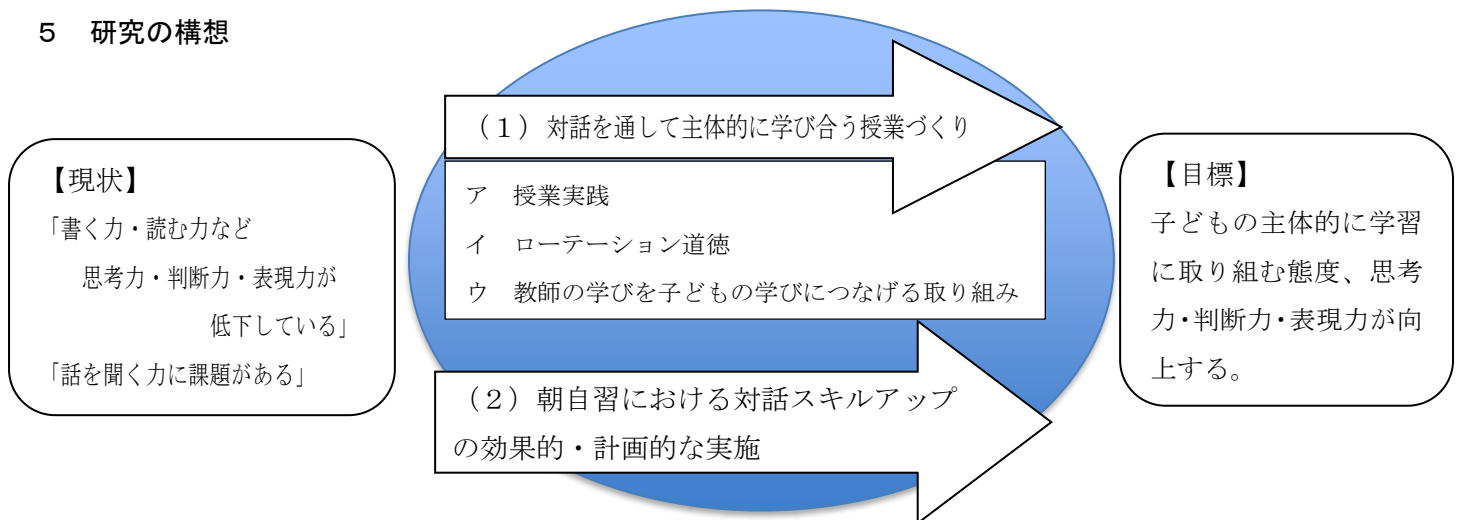 ５　研究の構想
【現状】
「書く力・読む力など
思考力・判断力・表現力が
低下している」
「話を聞く力に課題がある」
（１）対話を通して主体的に学び合う授業づくり
ア　授業実践
イ　ローテーション道徳
ウ　教師の学びを子どもの学びにつなげる取り組み
（２）朝自習における対話スキルアップ
の効果的・計画的な実施
【目標】
子どもの主体的に学習
に取り組む態度、思考
力・判断力・表現力が向
上する。